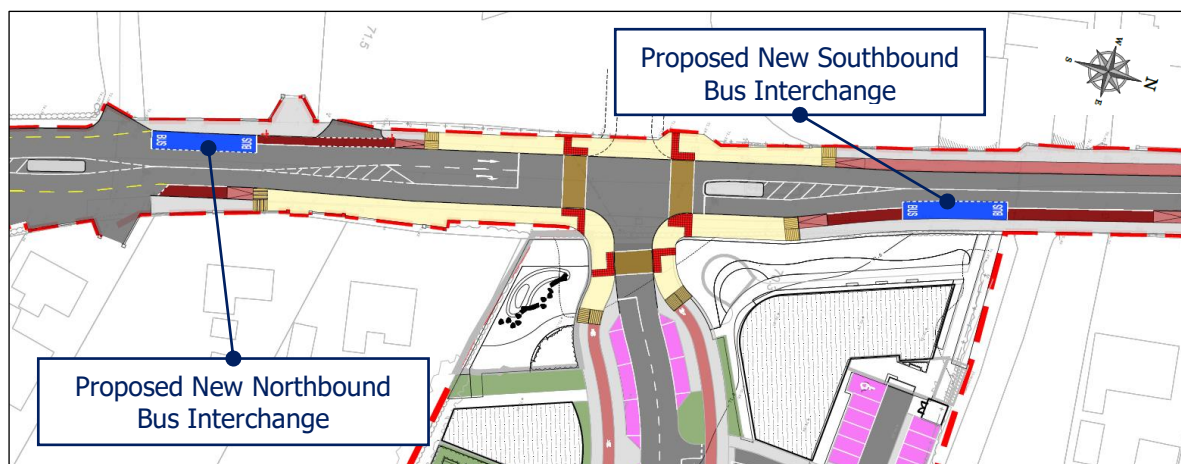 71.5
Proposed New Southbound
Bus Interchange
W
S
N
E
BUS
BUS
BUS
BUS
Proposed New Northbound
Bus Interchange